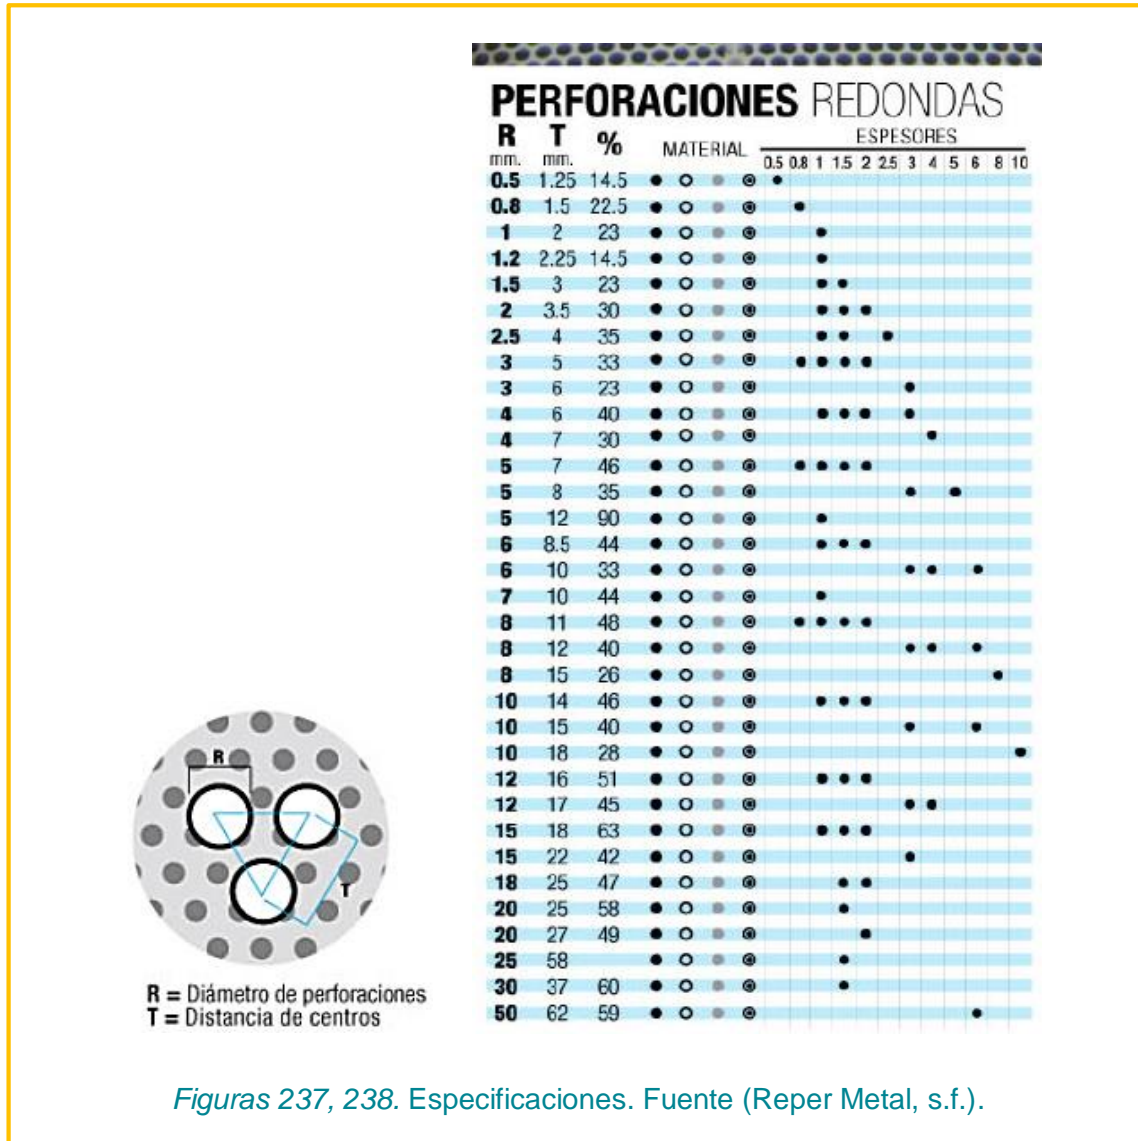 PERFORACIONES REDONDAS
R T % MATERIAL ESPESORES
mm. mm. 0.5 0.8 1 1.5 2 2.5 3 4 5 6 8 10
0.5 1.25 14.5
0.8 1.5 22.5
1 2 23
1.2 2.25 14.5
1.5 3 23
2 3.5 30
2.5 4 35
3 5 33
3 6 23
4 6 40
4 7 30
5 7 46
5 8 35
5 12 90
6 8.5 44
6 10 33
7 10 44
8 11 48
8 12 40
8 15 26
10 14 46
10 15 40
10 18 28
12 16 51
12 17 45
15 18 63
15 22 42
18 25 47
20 25 58
20 27 49
25 58
30 37 60
50 62 59
R
T
R = Diámetro de perforaciones
T = Distancia de centros
Figuras 237, 238. Especificaciones. Fuente (Reper Metal, s.f.).